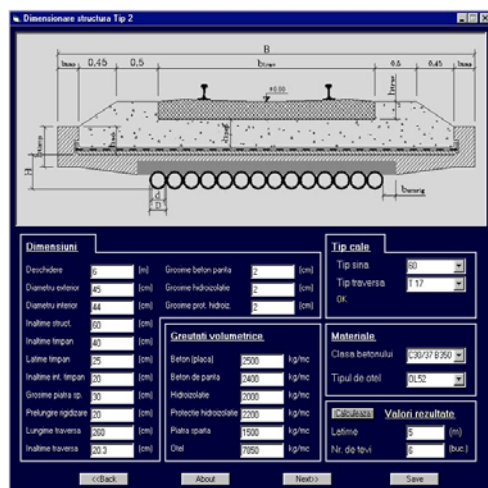 Dimensionare structura Tip 2
B
0.45
0.5
0.5
0.45
±0.00
H
D
Dimensiuni
Deschidere 6 (m)
Diametru exterior 45 (cm)
Diametru interior 44 (cm)
Inaltime struct. 60 (cm)
Inaltime timpan 40 (cm)
Latime timpan 25 (cm)
Inaltime int. timpan 20 (cm)
Grosime piatra sp. 30 (cm)
Prelungire rigidizare 20 (cm)
Lungime traversa 260 (cm)
Inaltime traversa 20.3 (cm)
Grosime beton panta 2 (cm)
Grosime hidroizolatie 2 (cm)
Grosime prot. hidroiz. 2 (cm)
Greutati volumetrice
Beton (placa) 2500 kg/mc
Beton de panta 2400 kg/mc
Hidroizolatie 2000 kg/mc
Protectie hidroizolatie 2200 kg/mc
Piatra sparta 1500 kg/mc
Otel 7850 kg/mc
Tip cale
Tip sina 60
Tip traversa T 17
OK
Materiale
Clasa betonului C30/37 B350
Tipul de otel OL52
Calculeaza Valori rezultate
Latime 5 (m)
Nr. de tevi 6 (buc.)
<<Back About Next>> Save